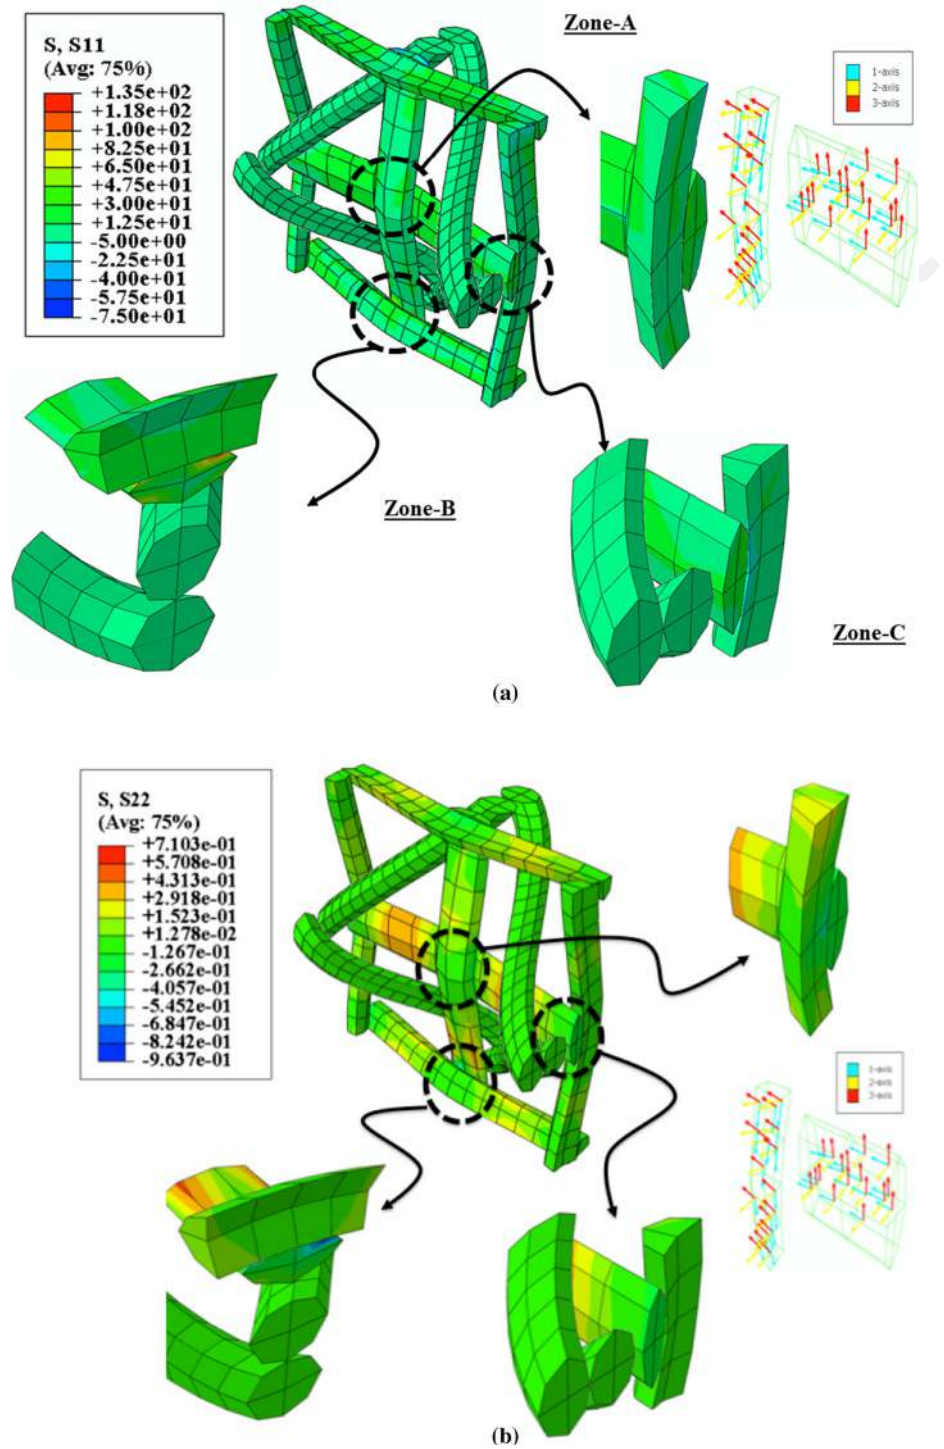 Zone-A
S, S11
(Avg: 75%)
+1.35e+02
+1.18e+02
+1.00e+02
+8.25e+01
+6.50e+01
+4.75e+01
+3.00e+01
+1.25e+01
-5.00e+00
-2.25e+01
-4.00e+01
-5.75e+01
-7.50e+01
1-axis
2-axis
3-axis
Zone-B
Zone-C
(a)
S, S22
(Avg: 75%)
+7.103e-01
+5.708e-01
+4.313e-01
+2.918e-01
+1.523e-01
+1.278e-02
-1.267e-01
-2.662e-01
-4.057e-01
-5.452e-01
-6.847e-01
-8.242e-01
-9.637e-01
1-axis
2-axis
3-axis
(b)